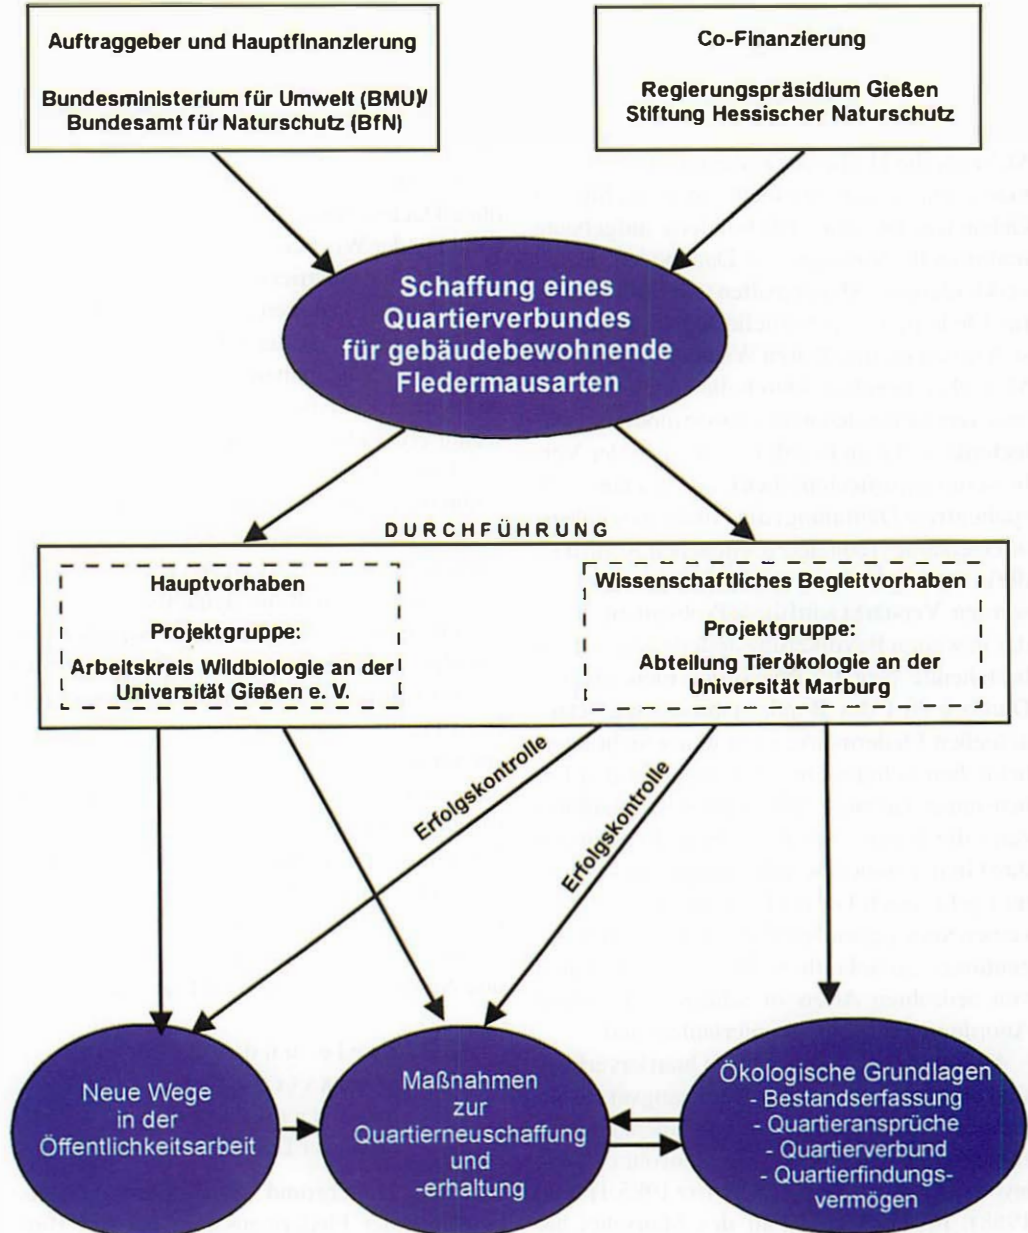 Auftraggeber und Hauptfinanzierung
Bundesministerium für Umwelt (BMU)/
Bundesamt für Naturschutz (BfN)
Co-Finanzierung
Regierungspräsidium Gießen
Stiftung Hessischer Naturschutz
Schaffung eines
Quartierverbundes
für gebäudebewohnende
Fledermausarten
DURCHFÜHRUNG
Hauptvorhaben
Projektgruppe:
Arbeitskreis Wildbiologie an der
Universität Gießen e. V.
Wissenschaftliches Begleitvorhaben
Projektgruppe:
Abteilung Tierökologie an der
Universität Marburg
Erfolgskontrolle
Erfolgskontrolle
Neue Wege
in der
Öffentlichkeitsarbeit
Maßnahmen
zur
Quartierneuschaffung
und
-erhaltung
Ökologische Grundlagen
- Bestandserfassung
- Quartieransprüche
- Quartierverbund
- Quartierfindungs-
vermögen